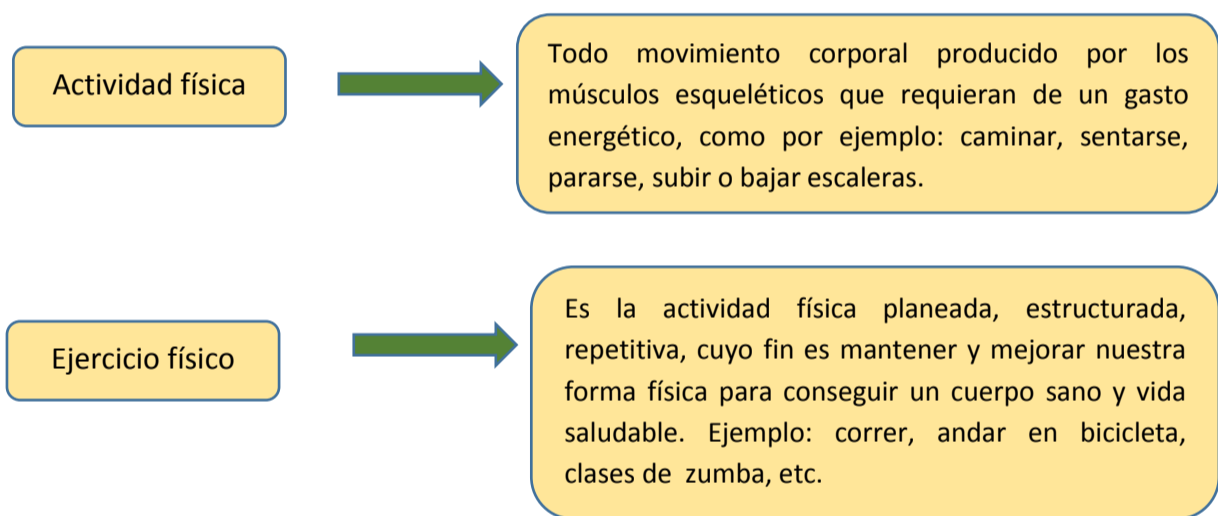 Actividad física
Todo movimiento corporal producido por los
músculos esqueléticos que requieran de un gasto
energético, como por ejemplo: caminar, sentarse,
pararse, subir o bajar escaleras.
Ejercicio físico
Es la actividad física planeada, estructurada,
repetitiva, cuyo fin es mantener y mejorar nuestra
forma física para conseguir un cuerpo sano y vida
saludable. Ejemplo: correr, andar en bicicleta,
clases de zumba, etc.